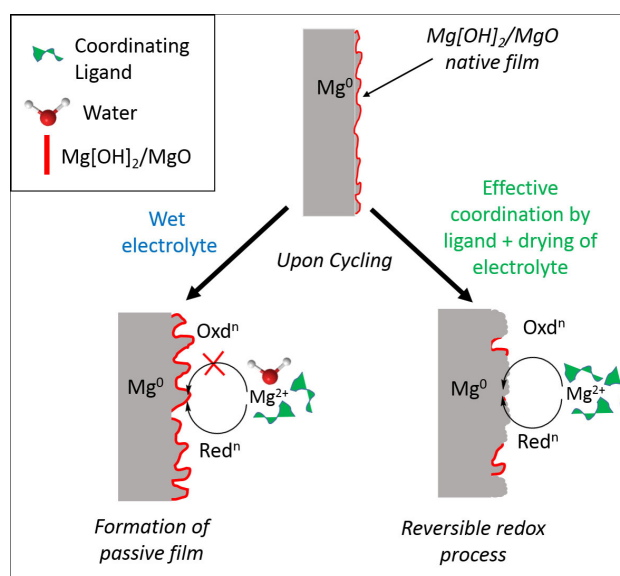 Coordinating
Ligand
Water
Mg[OH]₂/MgO
Mg[OH]₂/MgO
native film
Mg⁰
Wet
electrolyte
Upon Cycling
Effective
coordination by
ligand + drying of
electrolyte
Oxdⁿ
Mg⁰
Mg²⁺
Redⁿ
Formation of
passive film
Oxdⁿ
Mg⁰
Mg²⁺
Redⁿ
Reversible redox
process